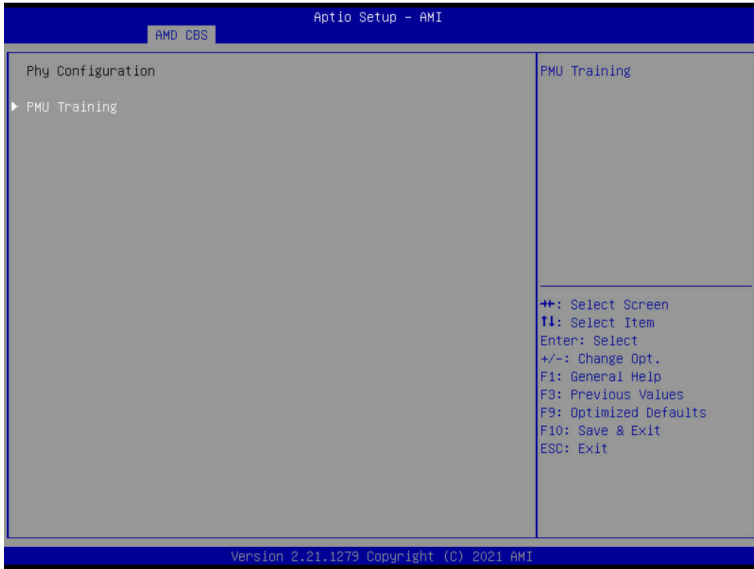 Aptio Setup – AMI
AMD CBS
Phy Configuration
PMU Training
PMU Training
→←: Select Screen
↑↓: Select Item
Enter: Select
+/-: Change Opt.
F1: General Help
F3: Previous Values
F9: Optimized Defaults
F10: Save & Exit
ESC: Exit
Version 2.21.1279 Copyright (C) 2021 AMI